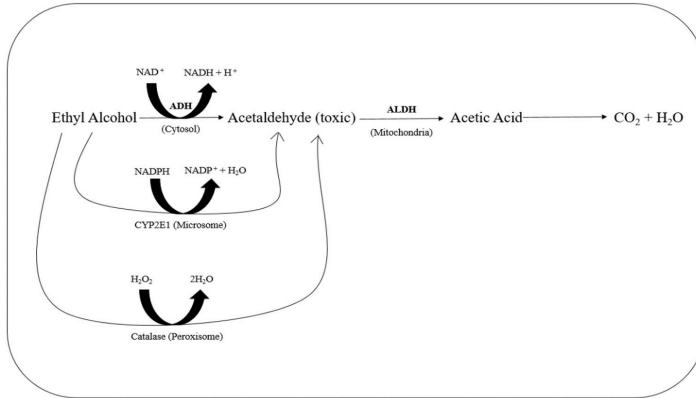 NAD⁺ NADH + H⁺
Ethyl Alcohol ADH Acetaldehyde (toxic) ALDH Acetic Acid CO₂ + H₂O
(Cytosol) (Mitochondria)
NADPH NADP⁺ + H₂O
CYP2E1 (Microsome)
H₂O₂ 2H₂O
Catalase (Peroxisome)